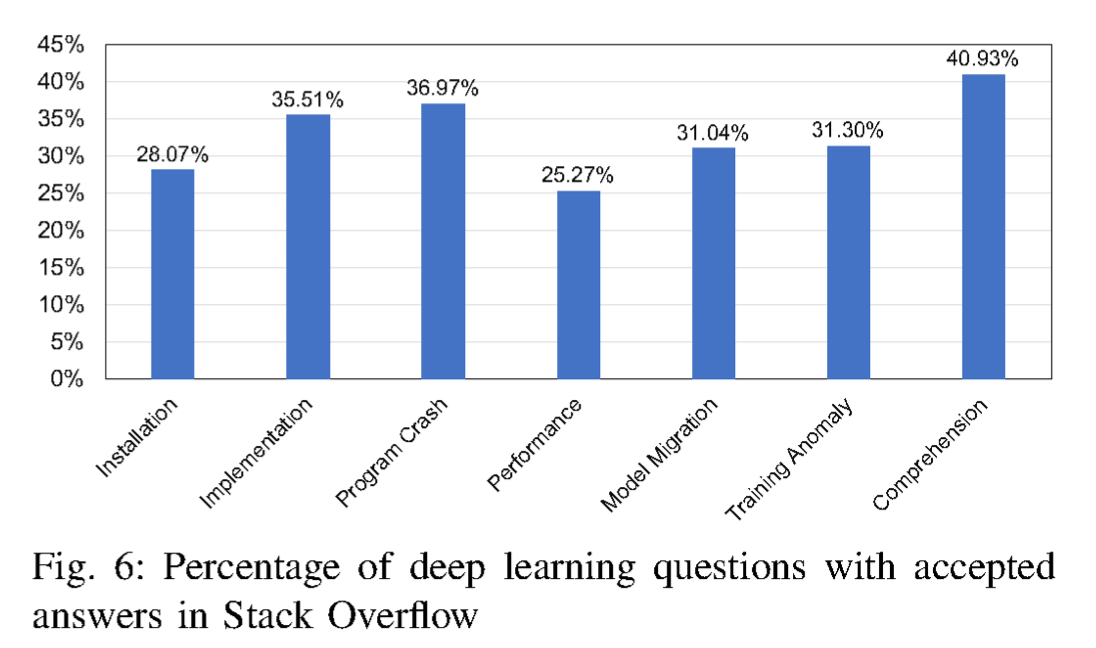 45%
40%
35%
30%
25%
20%
15%
10%
5%
0%
28.07%
35.51%
36.97%
25.27%
31.04%
31.30%
40.93%
Installation
Implementation
Program Crash
Performance
Model Migration
Training Anomaly
Comprehension
Fig. 6: Percentage of deep learning questions with accepted
answers in Stack Overflow